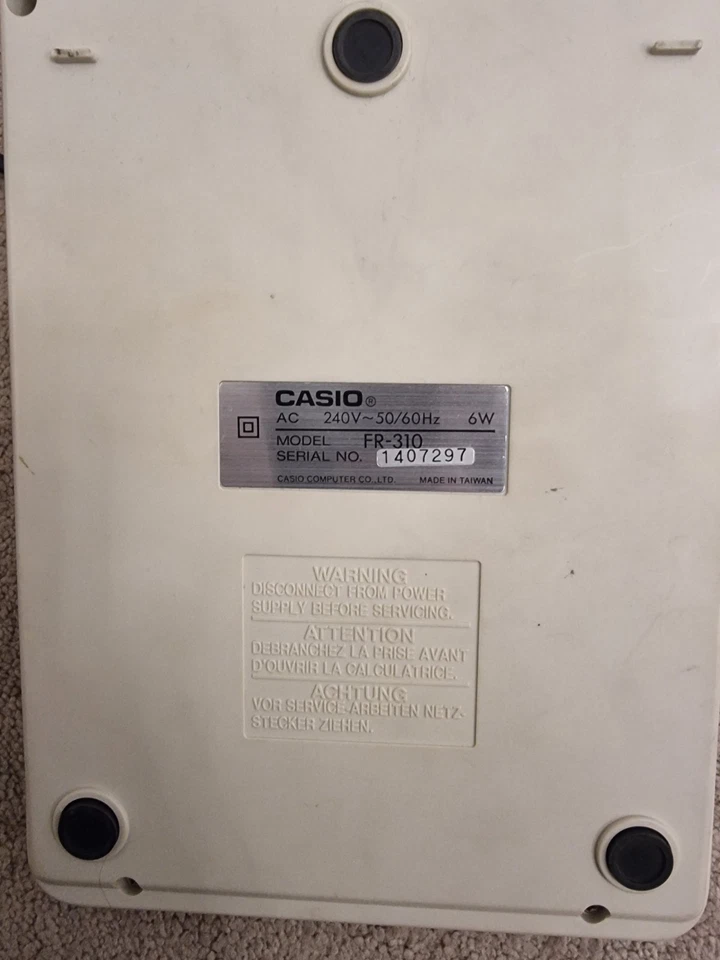 CASIO®
AC 240V~50/60Hz 6W
MODEL FR-310
SERIAL NO. 1407297
CASIO COMPUTER CO.,LTD. MADE IN TAIWAN
WARNING
DISCONNECT FROM POWER
SUPPLY BEFORE SERVICING.
ATTENTION
DEBRANCHEZ LA PRISE AVANT
D'OUVRIR LA CALCULATRICE.
ACHTUNG
VOR SERVICE-ARBEITEN NETZ-
STECKER ZIEHEN.